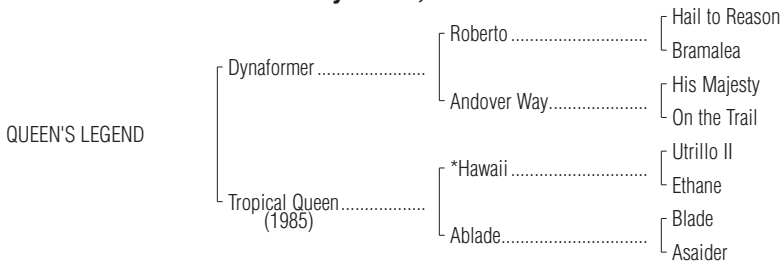 Hail to Reason
Roberto
Bramalea
Dynaformer
His Majesty
Andover Way
On the Trail
QUEEN'S LEGEND
Utrillo II
*Hawaii
Ethane
Tropical Queen
(1985)
Blade
Ablade
Asaider